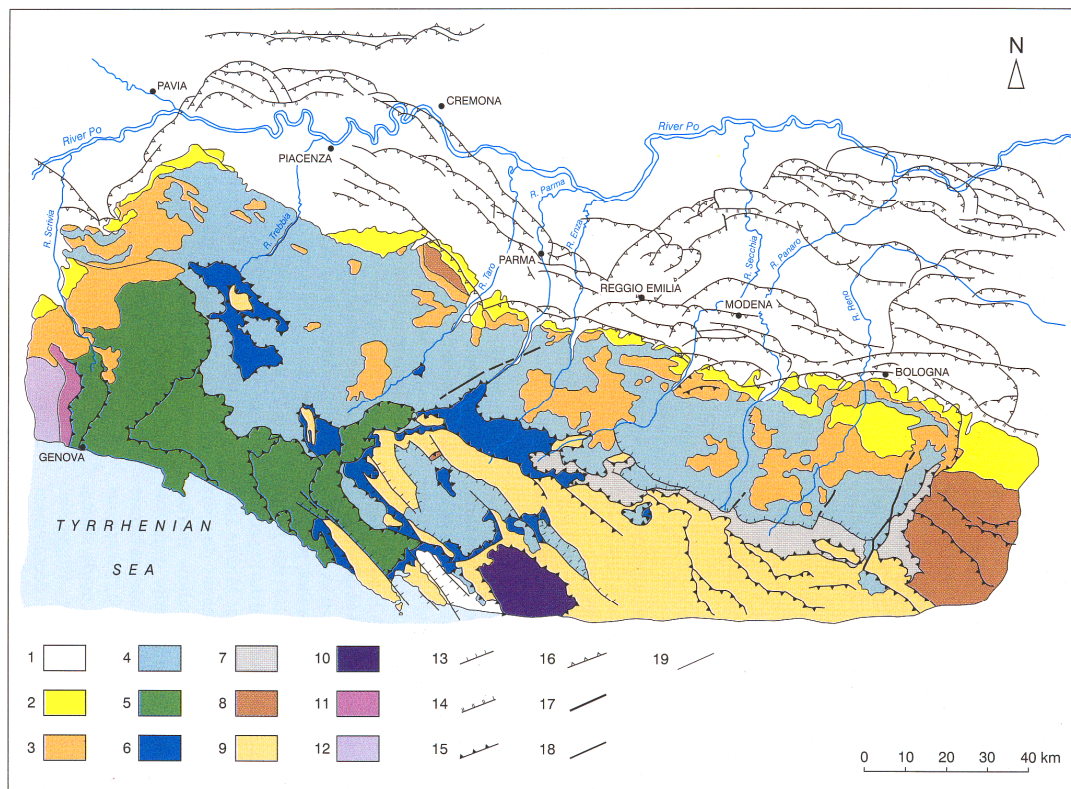 N
PAVIA
CREMONA
River Po
River Po
PIACENZA
R. Parma
R. Scrivia
R. Trebbia
R. Enza
R. Taro
PARMA
R. Secchia
R. Panaro
REGGIO EMILIA
MODENA
R. Reno
BOLOGNA
GENOVA
TYRRHENIAN
SEA
1 4 7 10 13 16 19
2 5 8 11 14 17
3 6 9 12 15 18
0 10 20 30 40 km